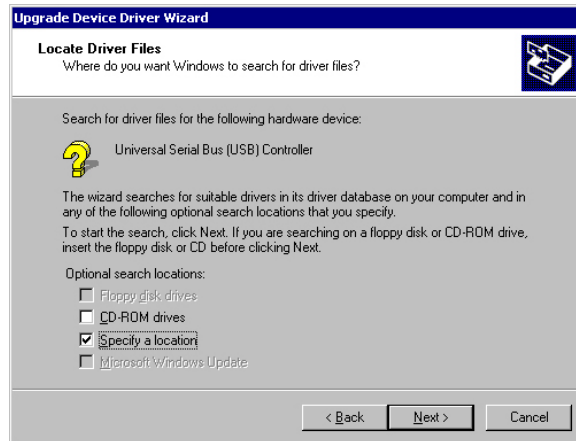 Upgrade Device Driver Wizard
Locate Driver Files
Where do you want Windows to search for driver files?
Search for driver files for the following hardware device:
Universal Serial Bus (USB) Controller
The wizard searches for suitable drivers in its driver database on your computer and in
any of the following optional search locations that you specify.
To start the search, click Next. If you are searching on a floppy disk or CD-ROM drive,
insert the floppy disk or CD before clicking Next.
Optional search locations:
Floppy disk drives
CD-ROM drives
Specify a location
Microsoft Windows Update
< Back Next > Cancel